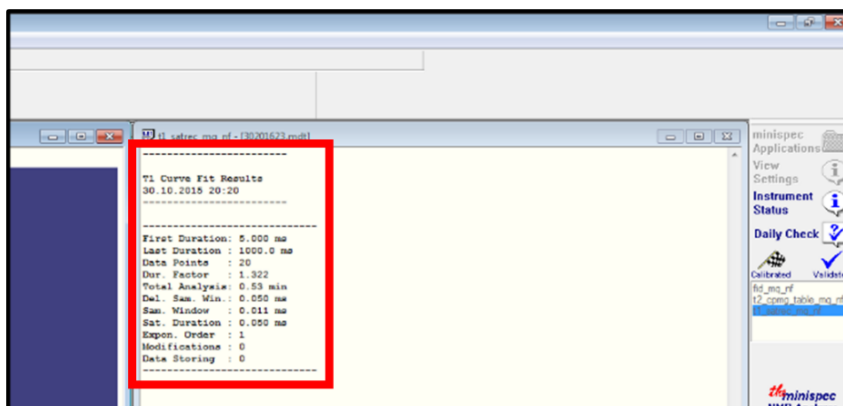 t1_satrec_mq_nf - [30201623.mdt]
------------------------
T1 Curve Fit Results
30.10.2015 20:20
------------------------
-----------------------------
First Duration: 5.000 ms
Last Duration : 1000.0 ms
Data Points : 20
Dur. Factor : 1.322
Total Analysis: 0.53 min
Del. Sam. Win.: 0.050 ms
Sam. Window : 0.011 ms
Sat. Duration : 0.050 ms
Expon. Order : 1
Modifications : 0
Data Storing : 0
-----------------------------
minispec
Applications
View
Settings
Instrument
Status
Daily Check
Calibrated Validate
fid_mq_nf
t2_cpmg_table_mq_nf
t1_satrec_mq_nf
the minispec